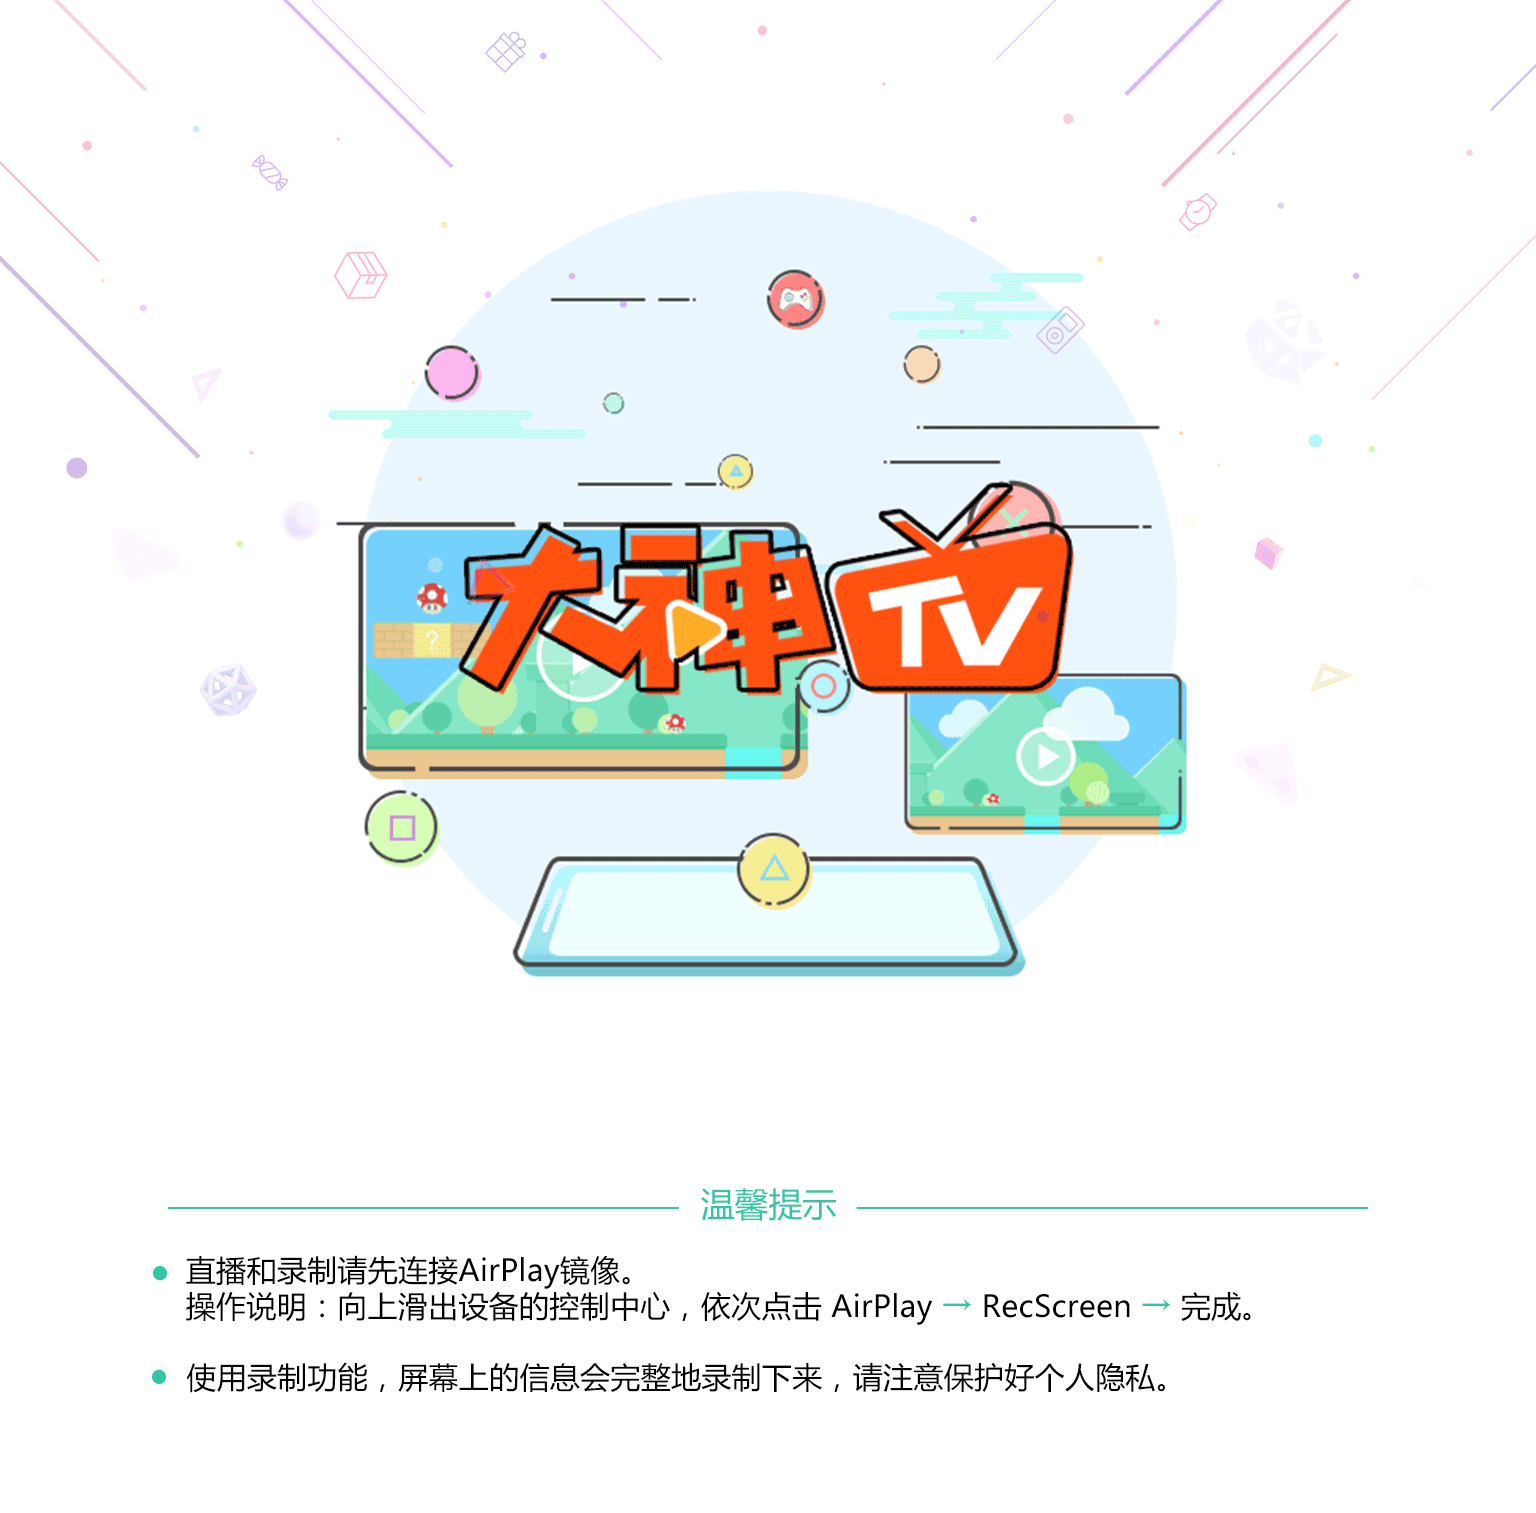 大神TV
?
温馨提示
直播和录制请先连接AirPlay镜像。
操作说明：向上滑出设备的控制中心，依次点击 AirPlay → RecScreen → 完成。
使用录制功能，屏幕上的信息会完整地录制下来，请注意保护好个人隐私。